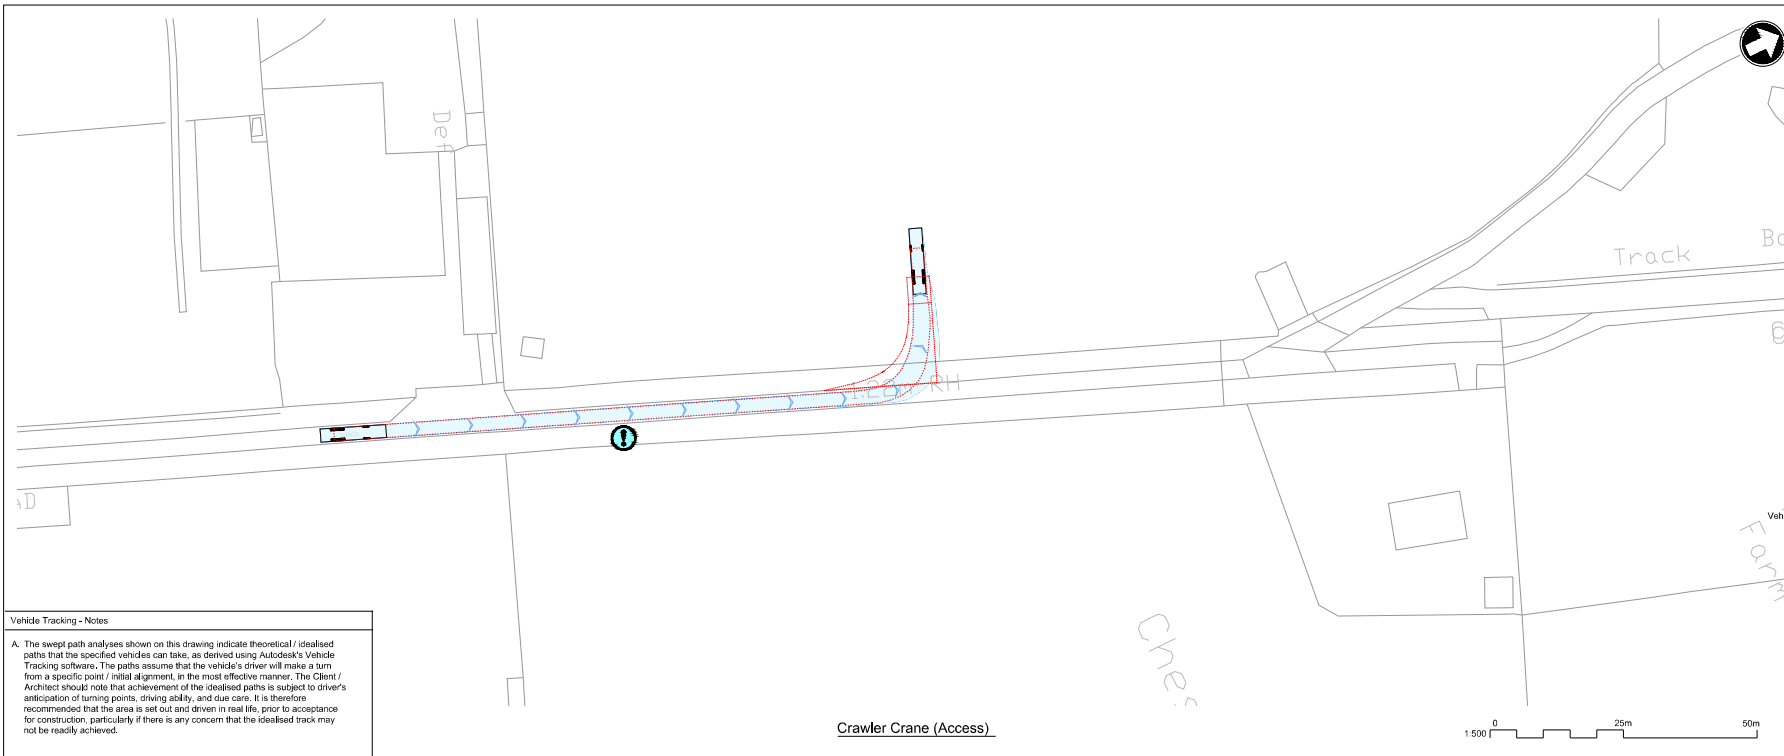 Def
Track
1.22m RH
Vehicle Tracking - Notes
A. The swept path analyses shown on this drawing indicate theoretical / idealised
paths that the specified vehicles can take, as derived using Autodesk's Vehicle
Tracking software. The paths assume that the vehicle's driver will make a turn
from a specific point / initial alignment, in the most effective manner. The Client /
Architect should note that achievement of the idealised paths is subject to driver's
anticipation of turning points, driving ability, and due care. It is therefore
recommended that the area is set out and driven in real life, prior to acceptance
for construction, particularly if there is any concern that the idealised track may
not be readily achieved.
Veh
Farm
Crawler Crane (Access)
1:500
0 25m 50m